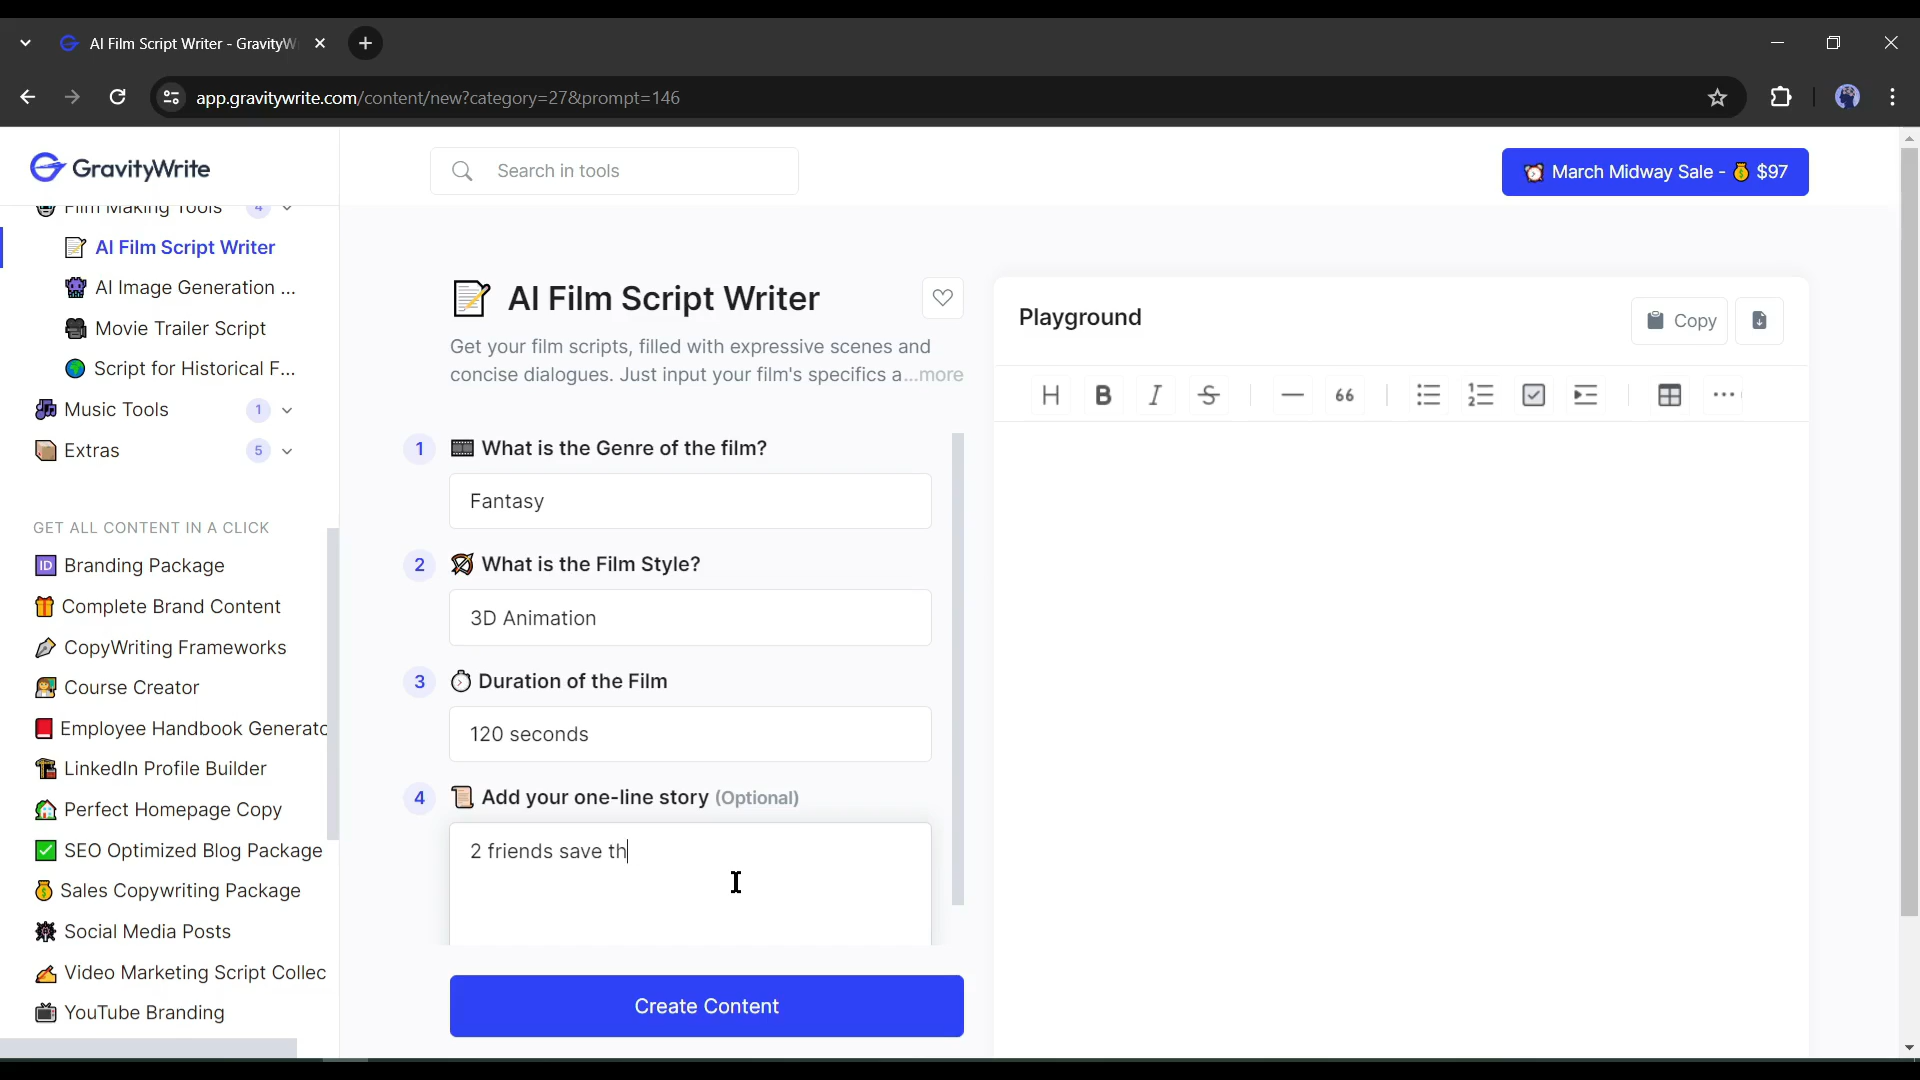 AI Film Script Writer - GravityW
app.gravitywrite.com/content/new?category=27&prompt=146
GravityWrite
Search in tools
March Midway Sale - 💰 $97
Film Making Tools 4
AI Film Script Writer
AI Image Generation ...
Movie Trailer Script
Script for Historical F...
Music Tools 1
Extras 5
GET ALL CONTENT IN A CLICK
Branding Package
Complete Brand Content
CopyWriting Frameworks
Course Creator
Employee Handbook Generato
LinkedIn Profile Builder
Perfect Homepage Copy
SEO Optimized Blog Package
Sales Copywriting Package
Social Media Posts
Video Marketing Script Collec
YouTube Branding
AI Film Script Writer
Get your film scripts, filled with expressive scenes and
concise dialogues. Just input your film's specifics a...more
1 What is the Genre of the film?
Fantasy
2 What is the Film Style?
3D Animation
3 Duration of the Film
120 seconds
4 Add your one-line story (Optional)
2 friends save th
Create Content
Playground
Copy